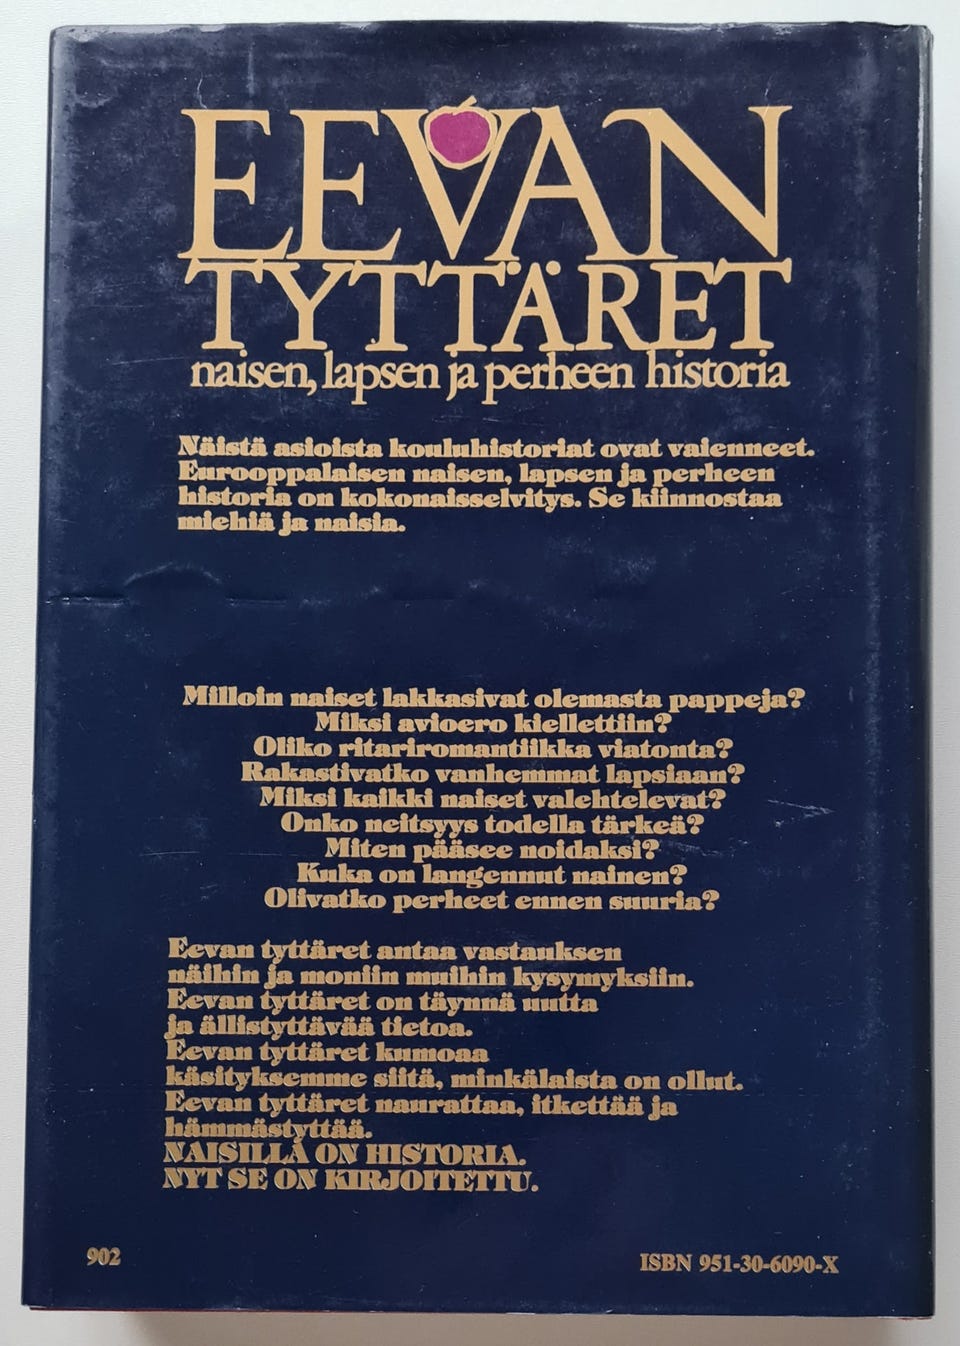 EEVAN
TYTTÄRET
naisen, lapsen ja perheen historia
Näistä asioista kouluhistoriat ovat vaienneet.
Eurooppalaisen naisen, lapsen ja perheen
historia on kokonaisselvitys. Se kiinnostaa
miehiä ja naisia.
Milloin naiset lakkasivat olemasta pappeja?
Miksi avioero kiellettiin?
Oliko ritariromantiikka viatonta?
Rakastivatko vanhemmat lapsiaan?
Miksi kaikki naiset valehtelevat?
Onko neitsyys todella tärkeä?
Miten pääsee noidaksi?
Kuka on langennut nainen?
Olivatko perheet ennen suuria?
Eevan tyttäret antaa vastauksen
näihin ja moniin muihin kysymyksiin.
Eevan tyttäret on täynnä uutta
ja ällistyttävää tietoa.
Eevan tyttäret kumoaa
käsityksemme siitä, minkälaista on ollut.
Eevan tyttäret naurattaa, itkettää ja
hämmästyttää.
NAISILLA ON HISTORIA.
NYT SE ON KIRJOITETTU.
902
ISBN 951-30-6090-X